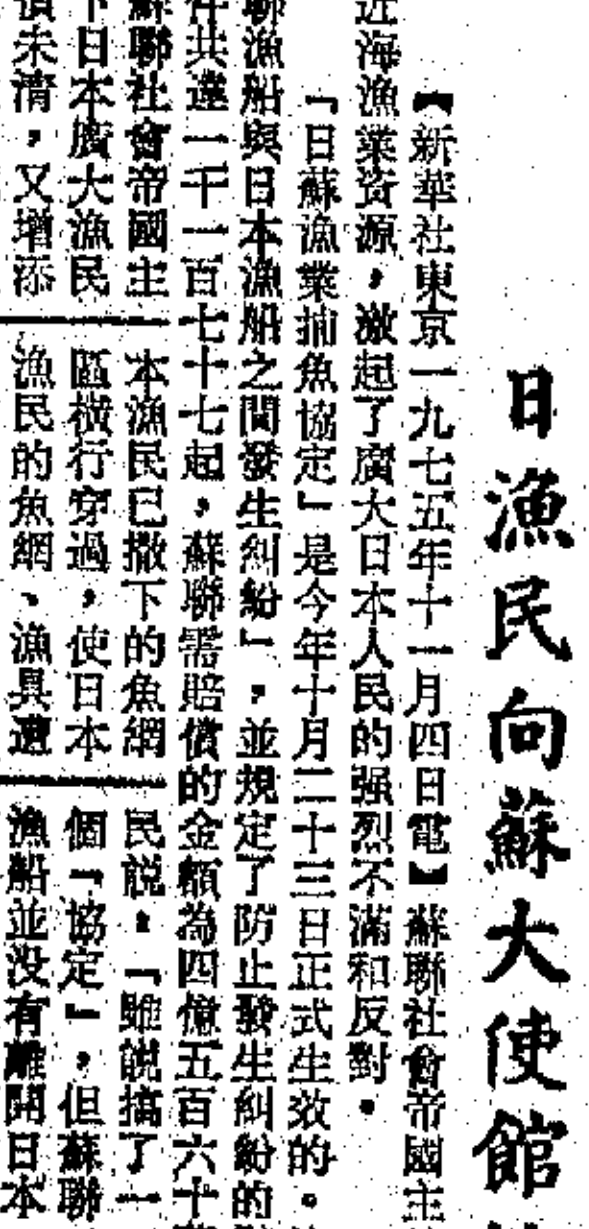 日漁民向蘇大使館
【新華社東京一九七五年十一月四日電】蘇聯社會帝國主
近海漁業資源，激起了廣大日本人民的强烈不滿和反對。
「日蘇漁業捕魚協定」是今年十月二十三日正式生效的。
聯漁船與日本漁船之間發生糾紛」，並規定了防止發生糾紛的
件共達一千一百七十七起，蘇聯需賠償的金額為四億五百六十
蘇聯社會帝國主
下日本廣大漁民
未清，又增添
本漁民已撒下的魚網
區橫行穿過，使日本
漁民的魚網、漁具遭
民説：「雖説搞了一
個「協定」，但蘇聯
漁船並没有離開日本